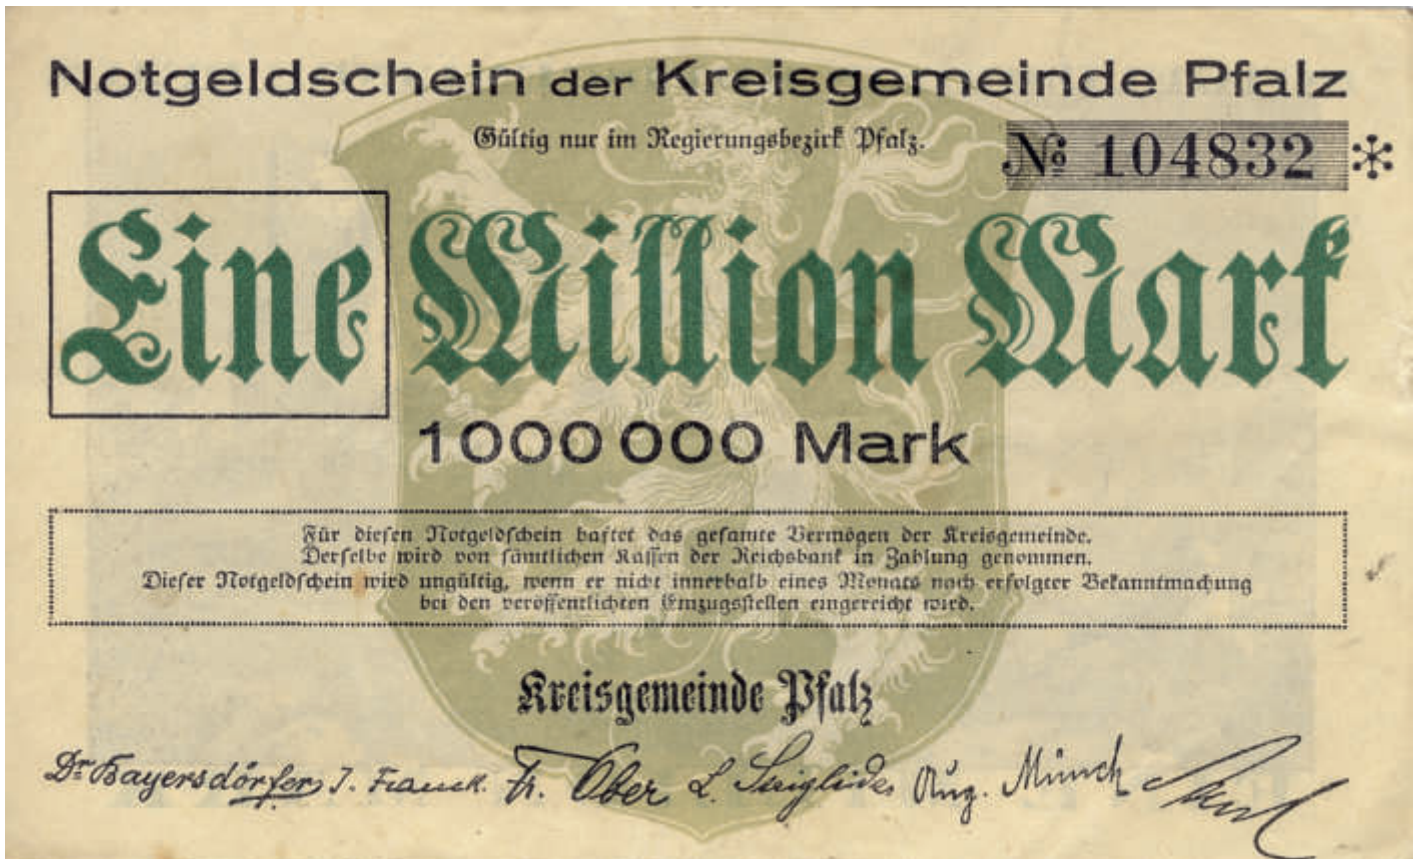 Notgeldschein der Kreisgemeinde Pfalz
Gültig nur im Regierungsbezirk Pfalz.
№ 104832 *
Eine Million Mark
1000 000 Mark
Für diesen Notgeldschein haftet das gesamte Vermögen der Kreisgemeinde.
Derselbe wird von sämtlichen Kassen der Reichsbank in Zahlung genommen.
Dieser Notgeldschein wird ungültig, wenn er nicht innerhalb eines Monats nach erfolgter Bekanntmachung
bei den veröffentlichten Einzugsstellen eingereicht wird.
Kreisgemeinde Pfalz
Dr. Bayersdörfer J. Franck. Fr. Ober L. Aug. Münch